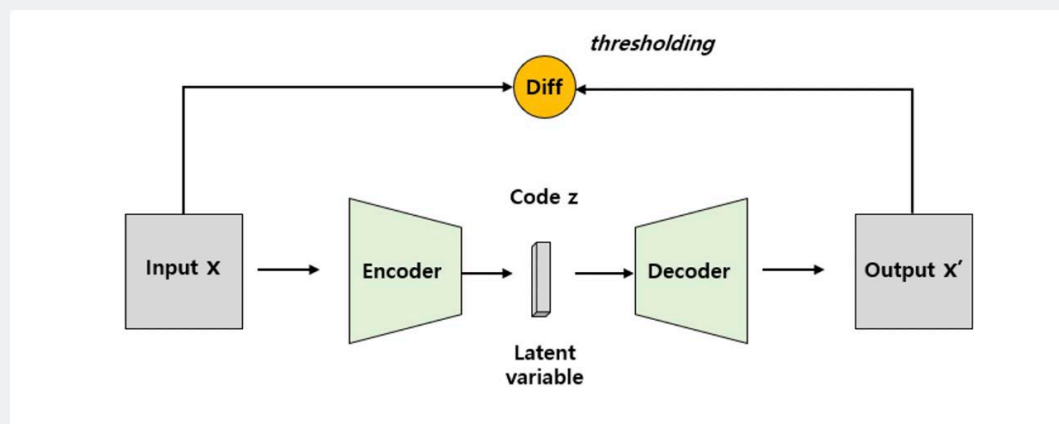 thresholding
Diff
Code z
Input X
Encoder
Decoder
Output X′
Latent
variable